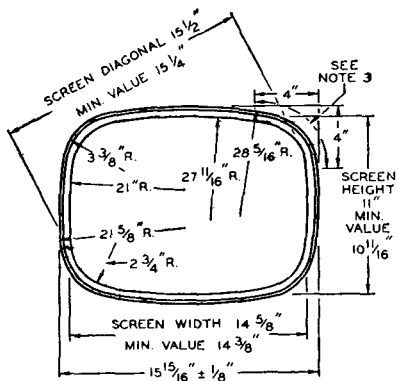 SCREEN DIAGONAL 15 1/2"
MIN. VALUE 15 1/4"
4"
SEE
NOTE 3
4"
3 3/8" R.
28 5/16" R.
27 11/16" R.
21" R.
SCREEN
HEIGHT
11"
MIN.
VALUE
10 11/16"
21 5/8" R.
2 3/4" R.
SCREEN WIDTH 14 5/8"
MIN. VALUE 14 3/8"
15 15/16" ± 1/8"